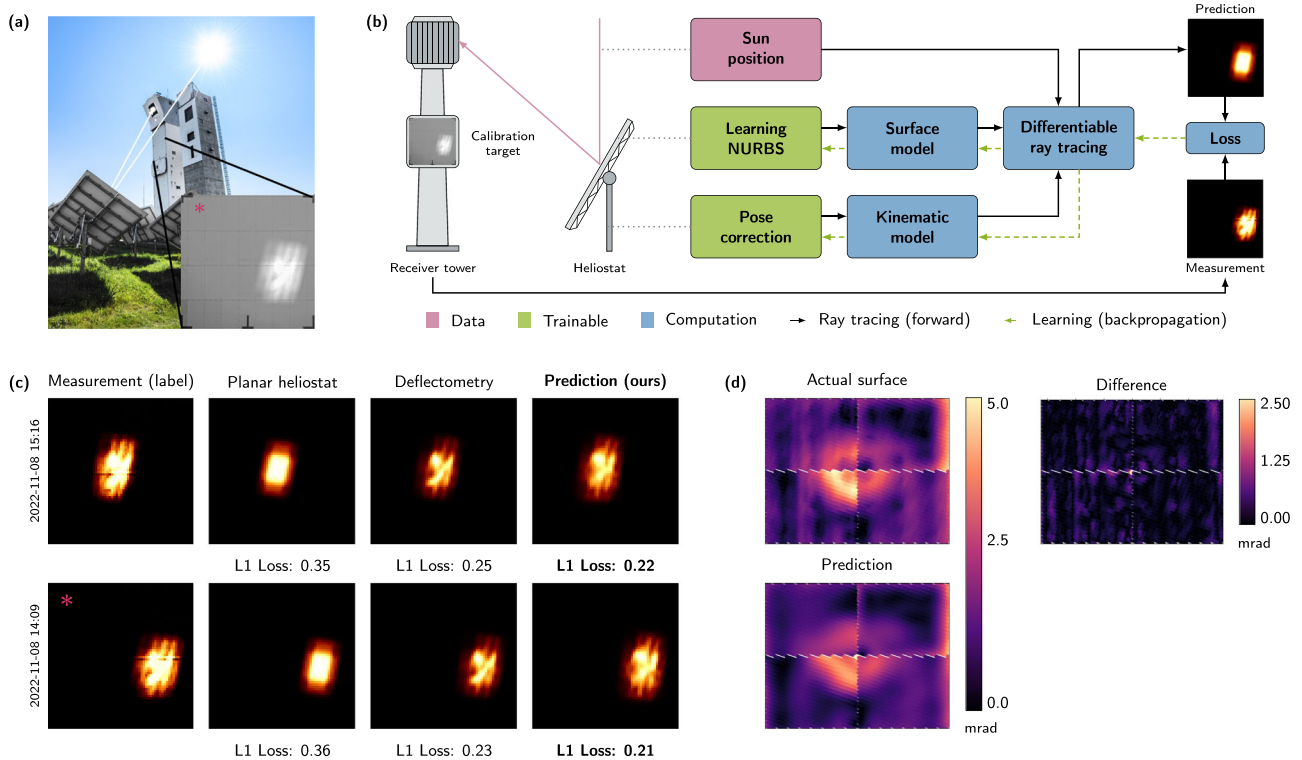 (a)
*
(b)
Calibration
target
Receiver tower
Heliostat
Sun
position
Learning
NURBS
Surface
model
Differentiable
ray tracing
Pose
correction
Kinematic
model
Prediction
Loss
Measurement
Data
Trainable
Computation
Ray tracing (forward)
Learning (backpropagation)
(c)
Measurement (label)
Planar heliostat
Deflectometry
Prediction (ours)
2022-11-08 15:16
L1 Loss: 0.35
L1 Loss: 0.25
L1 Loss: 0.22
2022-11-08 14:09
*
L1 Loss: 0.36
L1 Loss: 0.23
L1 Loss: 0.21
(d)
Actual surface
Prediction
5.0
2.5
0.0
mrad
Difference
2.50
1.25
0.00
mrad